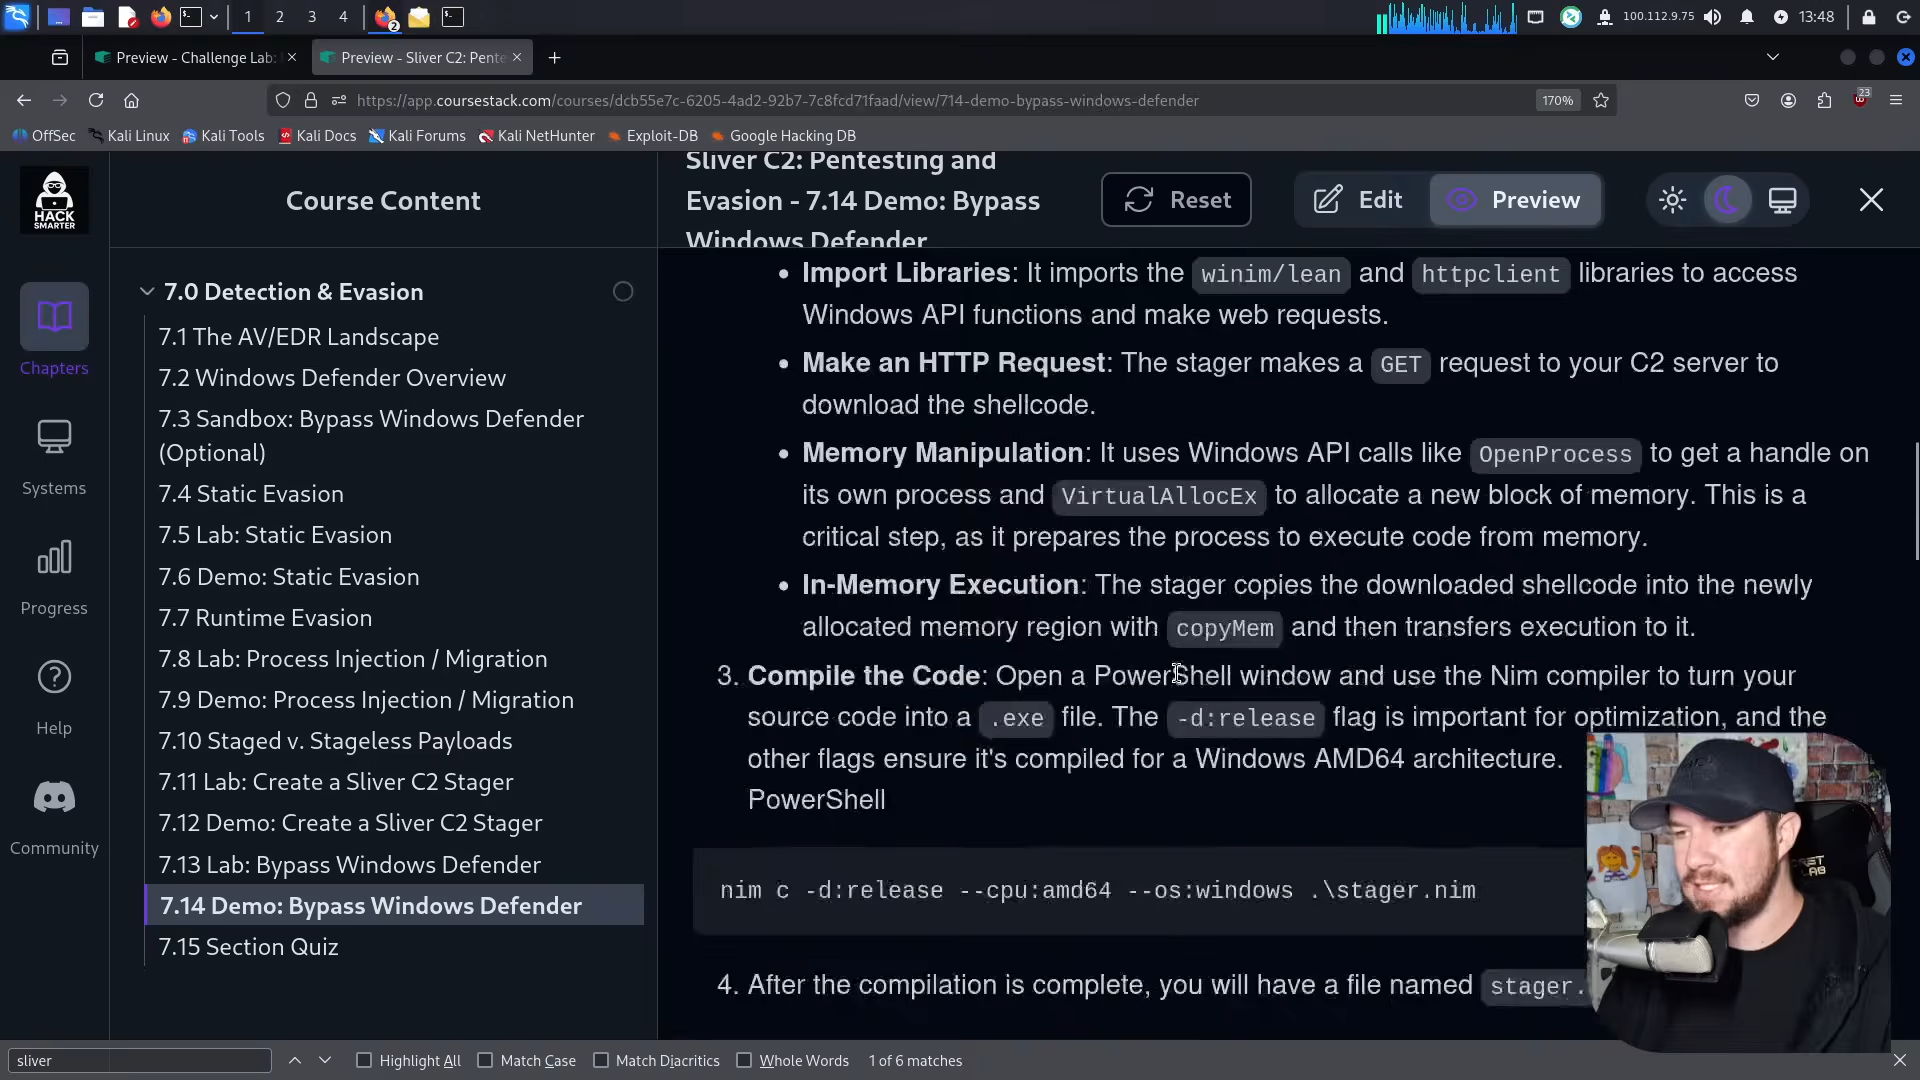 1
2
3
4
2
100.112.9.75
13:48
Preview - Challenge Lab:
Preview - Sliver C2: Pente
https://app.coursestack.com/courses/dcb55e7c-6205-4ad2-92b7-7c8fcd71faad/view/714-demo-bypass-windows-defender
170%
23
OffSec
Kali Linux
Kali Tools
Kali Docs
Kali Forums
Kali NetHunter
Exploit-DB
Google Hacking DB
HACK
SMARTER
Chapters
Systems
Progress
Help
Community
Course Content
7.0 Detection & Evasion
7.1 The AV/EDR Landscape
7.2 Windows Defender Overview
7.3 Sandbox: Bypass Windows Defender
(Optional)
7.4 Static Evasion
7.5 Lab: Static Evasion
7.6 Demo: Static Evasion
7.7 Runtime Evasion
7.8 Lab: Process Injection / Migration
7.9 Demo: Process Injection / Migration
7.10 Staged v. Stageless Payloads
7.11 Lab: Create a Sliver C2 Stager
7.12 Demo: Create a Sliver C2 Stager
7.13 Lab: Bypass Windows Defender
7.14 Demo: Bypass Windows Defender
7.15 Section Quiz
Sliver C2: Pentesting and
Evasion - 7.14 Demo: Bypass
Windows Defender
Reset
Edit
Preview
• Import Libraries: It imports the winim/lean and httpclient libraries to access
Windows API functions and make web requests.
• Make an HTTP Request: The stager makes a GET request to your C2 server to
download the shellcode.
• Memory Manipulation: It uses Windows API calls like OpenProcess to get a handle on
its own process and VirtualAllocEx to allocate a new block of memory. This is a
critical step, as it prepares the process to execute code from memory.
• In-Memory Execution: The stager copies the downloaded shellcode into the newly
allocated memory region with copyMem and then transfers execution to it.
3. Compile the Code: Open a PowerShell window and use the Nim compiler to turn your
source code into a .exe file. The -d:release flag is important for optimization, and the
other flags ensure it's compiled for a Windows AMD64 architecture.
PowerShell
nim c -d:release --cpu:amd64 --os:windows .\stager.nim
4. After the compilation is complete, you will have a file named stager.
sliver
Highlight All
Match Case
Match Diacritics
Whole Words
1 of 6 matches